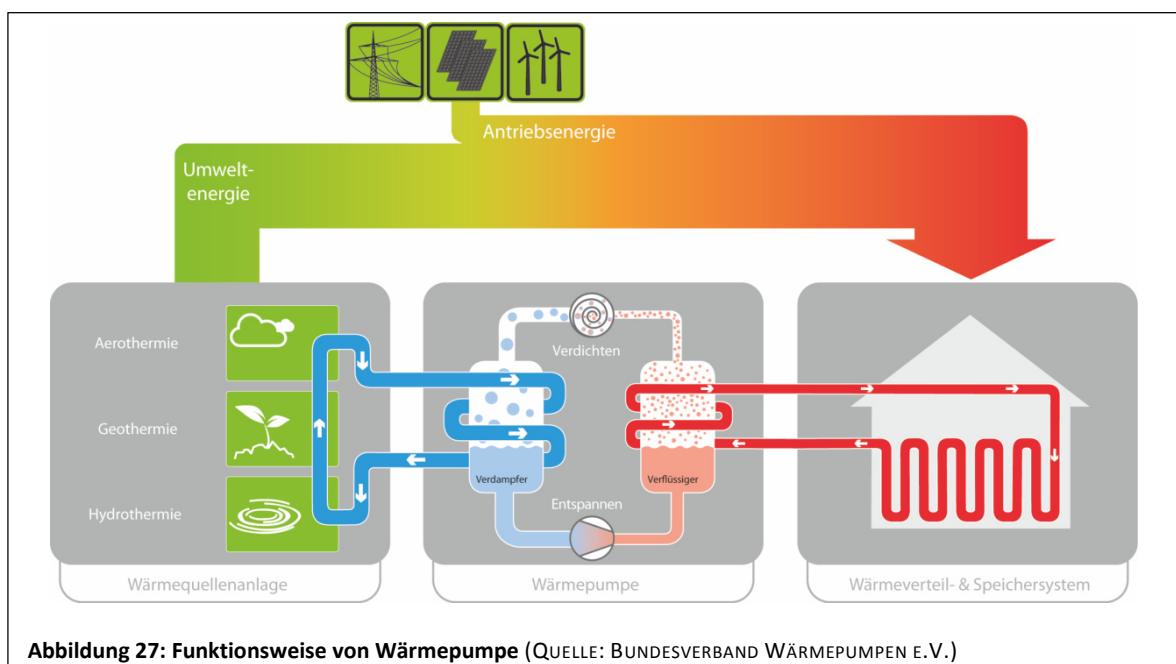 Antriebsenergie
Umwelt-
energie
Aerothermie
Geothermie
Hydrothermie
Verdichten
Verdampfer
Verflüssiger
Entspannen
Wärmequellenanlage
Wärmepumpe
Wärmeverteil- & Speichersystem
Abbildung 27: Funktionsweise von Wärmepumpe (QUELLE: BUNDESVERBAND WÄRMEPUMPEN E.V.)